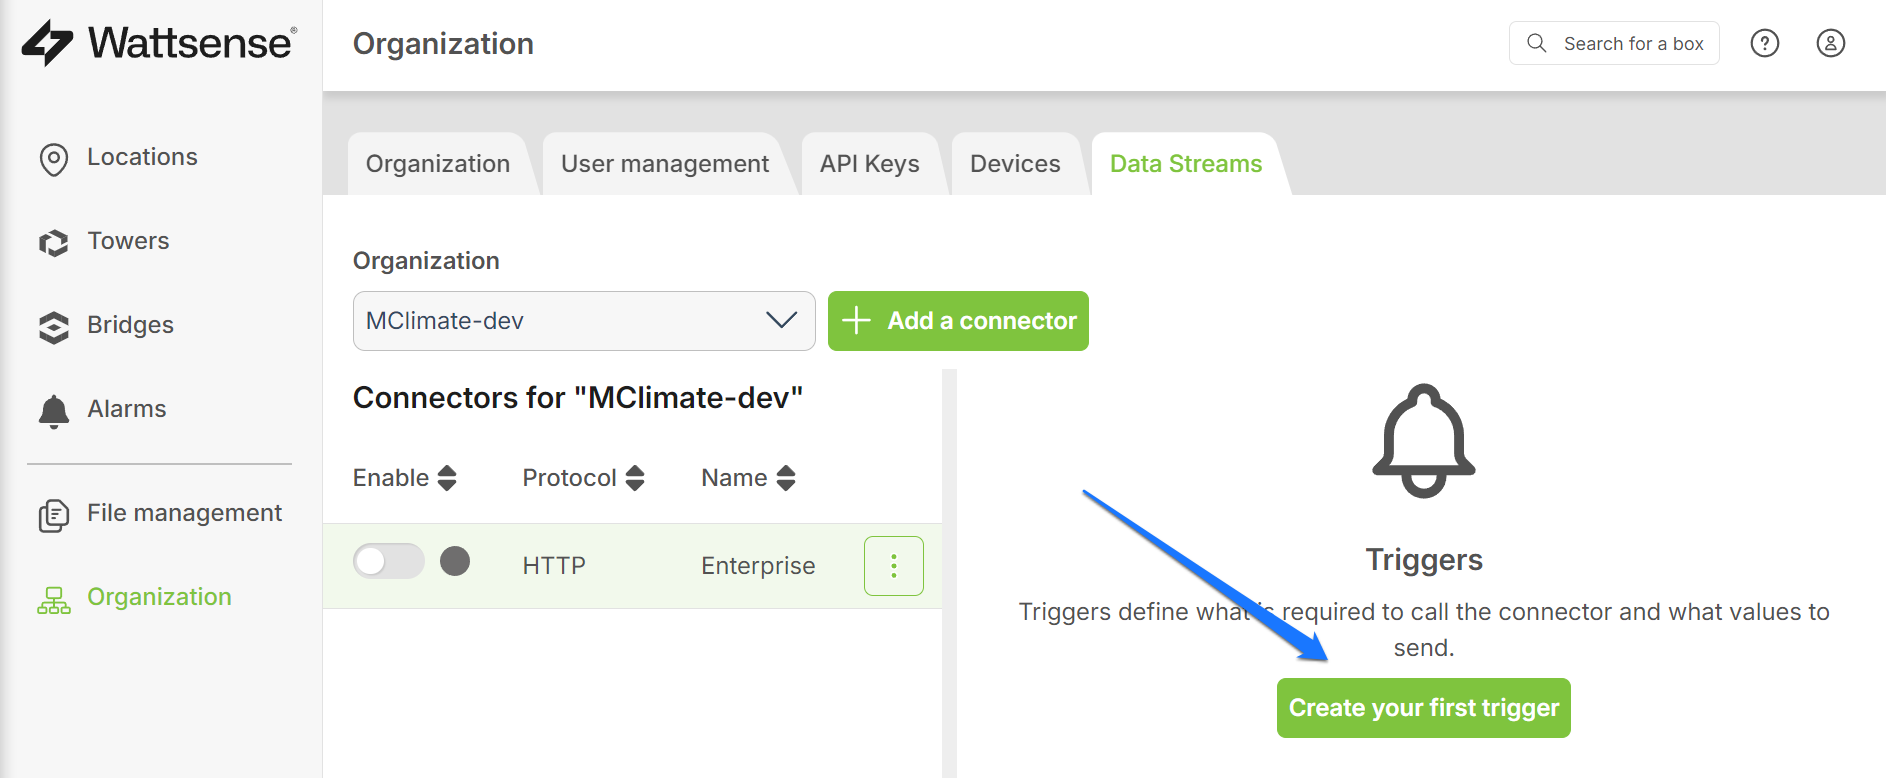 Wattsense®
Organization
Search for a box
Locations
Towers
Bridges
Alarms
File management
Organization
Organization
User management
API Keys
Devices
Data Streams
Organization
MClimate-dev
Add a connector
Connectors for "MClimate-dev"
Enable
Protocol
Name
HTTP
Enterprise
Triggers
Triggers define what is required to call the connector and what values to
send.
Create your first trigger